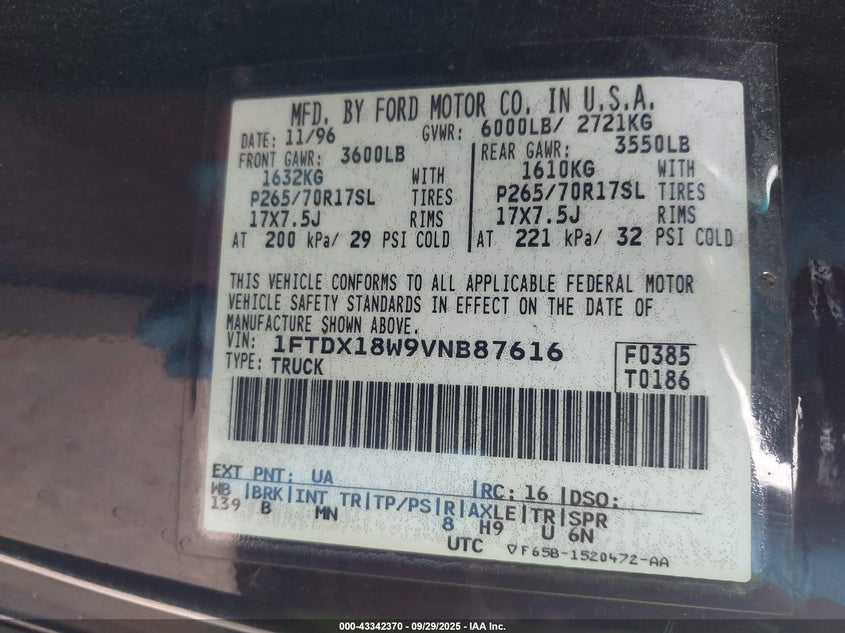 MFD. BY FORD MOTOR CO. IN U.S.A.
DATE: 11/96 GVWR: 6000LB/ 2721KG
FRONT GAWR: 3600LB REAR GAWR: 3550LB
1632KG WITH 1610KG WITH
P265/70R17SL TIRES P265/70R17SL TIRES
17X7.5J RIMS 17X7.5J RIMS
AT 200 kPa/ 29 PSI COLD AT 221 kPa/ 32 PSI COLD
THIS VEHICLE CONFORMS TO ALL APPLICABLE FEDERAL MOTOR
VEHICLE SAFETY STANDARDS IN EFFECT ON THE DATE OF
MANUFACTURE SHOWN ABOVE.
VIN: 1FTDX18W9VNB87616 F0385
TYPE: TRUCK T0186
EXT PNT: UA RC: 16 DSO:
WB BRK INT TR TP/PS R AXLE TR SPR
139 B MN 8 H9 U 6N
UTC ▽F65B-1520472-AA
000-43342370 - 09/29/2025 - IAA Inc.